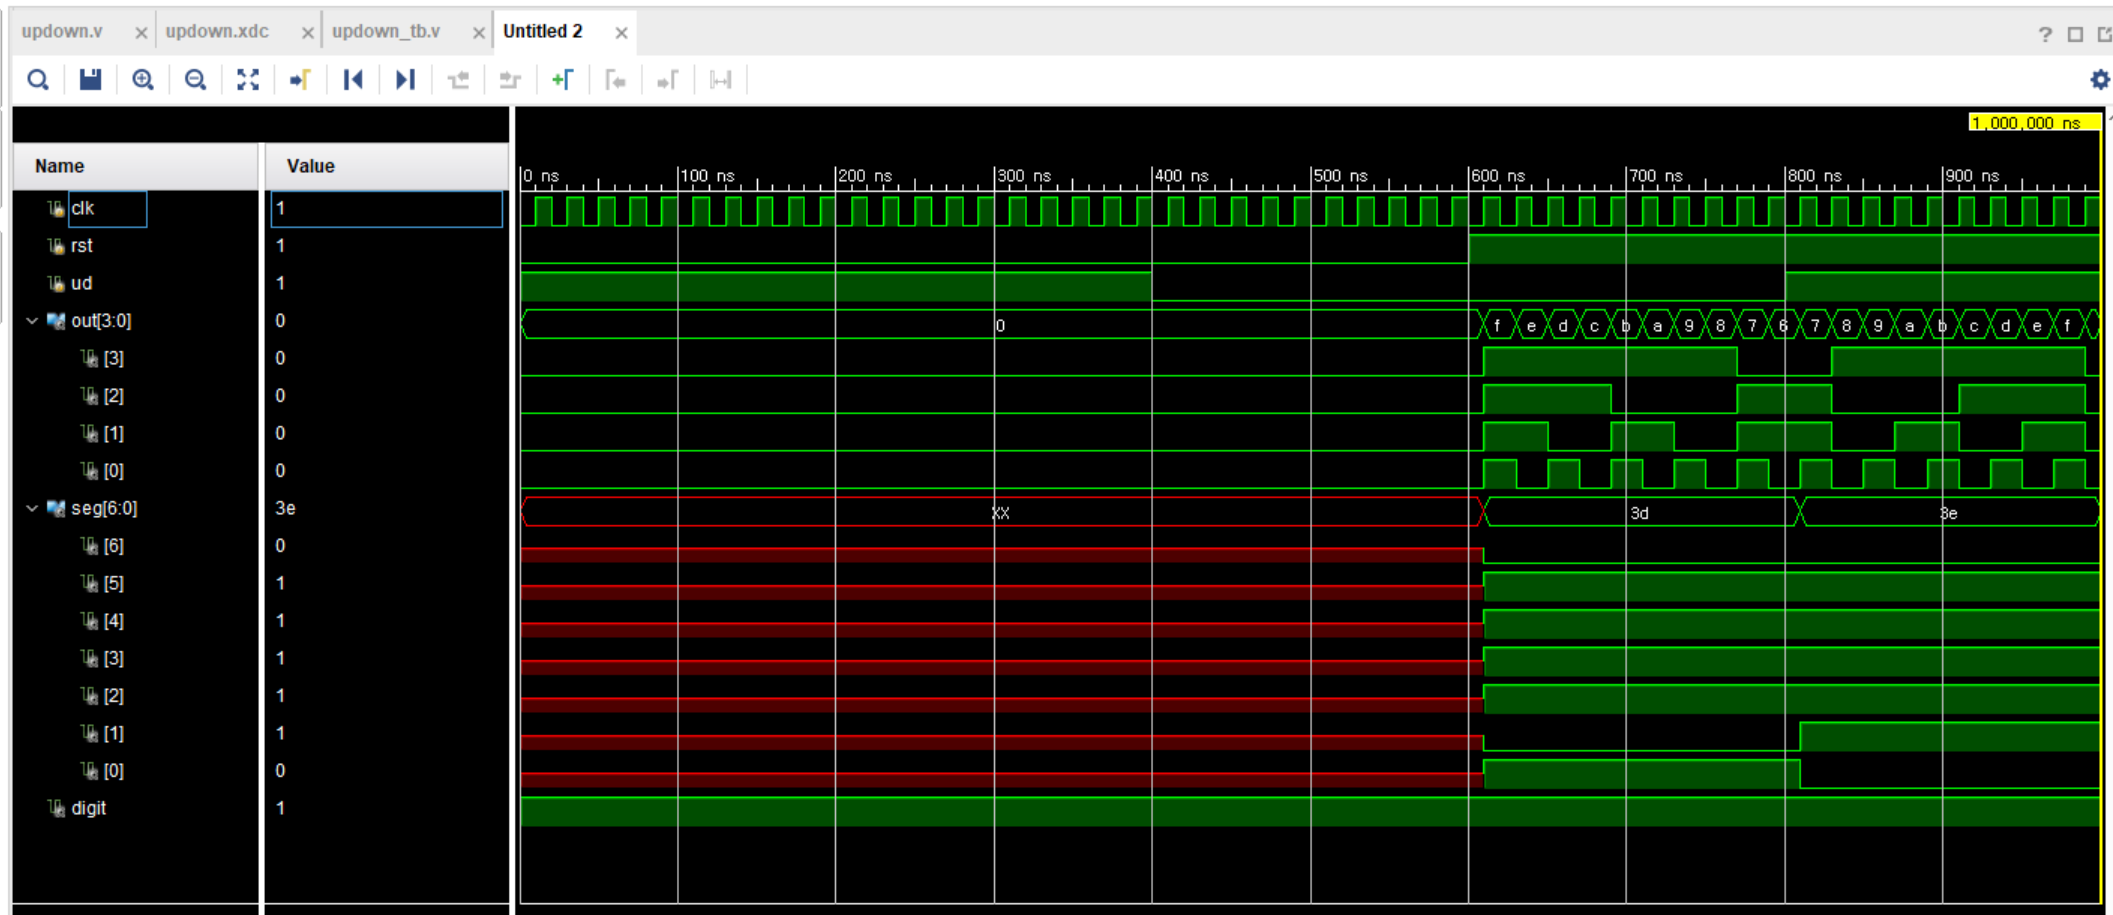 updown.v × updown.xdc × updown_tb.v × Untitled 2 ×
?
1,000,000 ns
Name Value
0 ns 100 ns 200 ns 300 ns 400 ns 500 ns 600 ns 700 ns 800 ns 900 ns
clk 1
rst 1
ud 1
out[3:0] 0 0 f e d c b a 9 8 7 6 7 8 9 a b c d e f
[3] 0
[2] 0
[1] 0
[0] 0
seg[6:0] 3e XX 3d 3e
[6] 0
[5] 1
[4] 1
[3] 1
[2] 1
[1] 1
[0] 0
digit 1